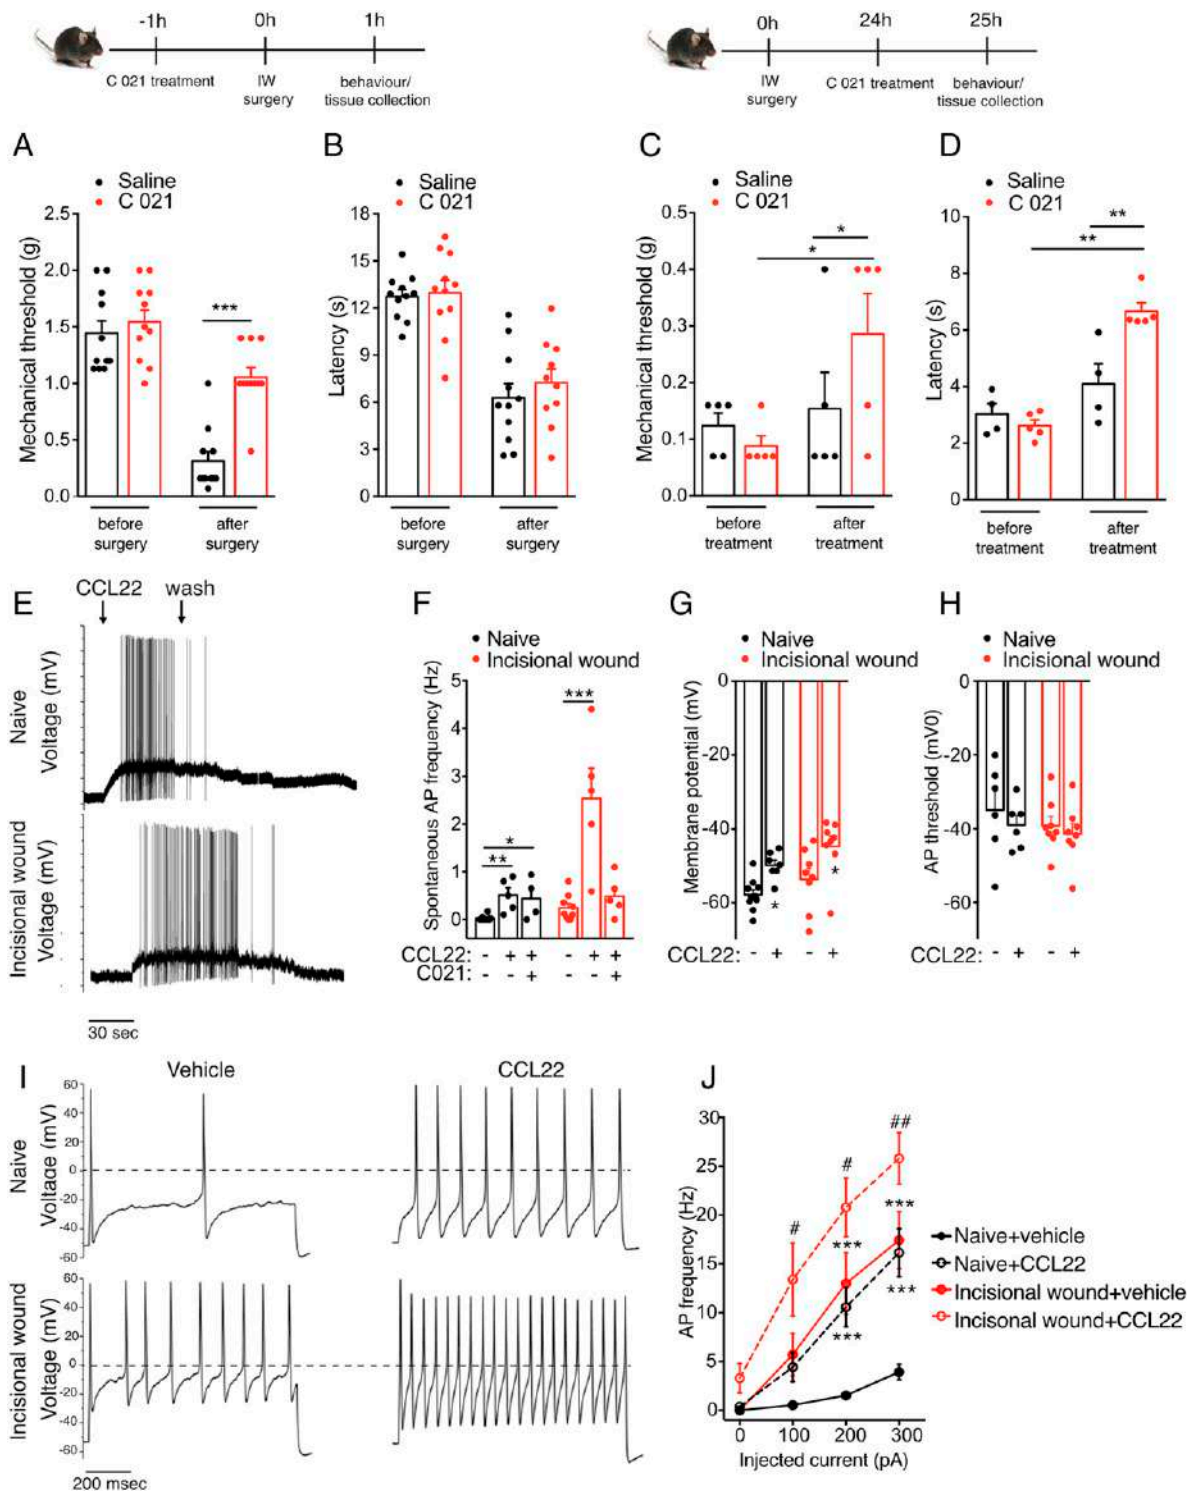 -1h 0h 1h
C 021 treatment IW surgery behaviour/ tissue collection
0h 24h 25h
IW surgery C 021 treatment behaviour/ tissue collection
A
Saline
C 021
Mechanical threshold (g)
2.5
2.0
1.5
1.0
0.5
0.0
***
before surgery
after surgery
B
Saline
C 021
Latency (s)
18
15
12
9
6
3
0
before surgery
after surgery
C
Saline
C 021
Mechanical threshold (g)
0.5
0.4
0.3
0.2
0.1
0.0
*
*
before treatment
after treatment
D
Saline
C 021
Latency (s)
10
8
6
4
2
0
**
**
before treatment
after treatment
E
CCL22 wash
Naive
Voltage (mV)
Incisional wound
Voltage (mV)
30 sec
F
Naive
Incisional wound
Spontaneous AP frequency (Hz)
5
4
3
2
1
0
***
*
**
CCL22: - + + - + +
C021: + +
G
Naive
Incisional wound
Membrane potential (mV)
-0
-20
-40
-60
*
*
CCL22: - + - +
H
Naive
Incisional wound
AP threshold (mV0)
-0
-20
-40
-60
CCL22: - + - +
I
Vehicle CCL22
Naive
Voltage (mV)
60
40
20
0
-20
-40
-60
Incisional wound
Voltage (mV)
60
40
20
0
-20
-40
-60
200 msec
J
AP frequency (Hz)
30
25
20
15
10
5
0
# # ##
*** ***
*** ***
0 100 200 300
Injected current (pA)
Naive+vehicle
Naive+CCL22
Incisional wound+vehicle
Incisonal wound+CCL22